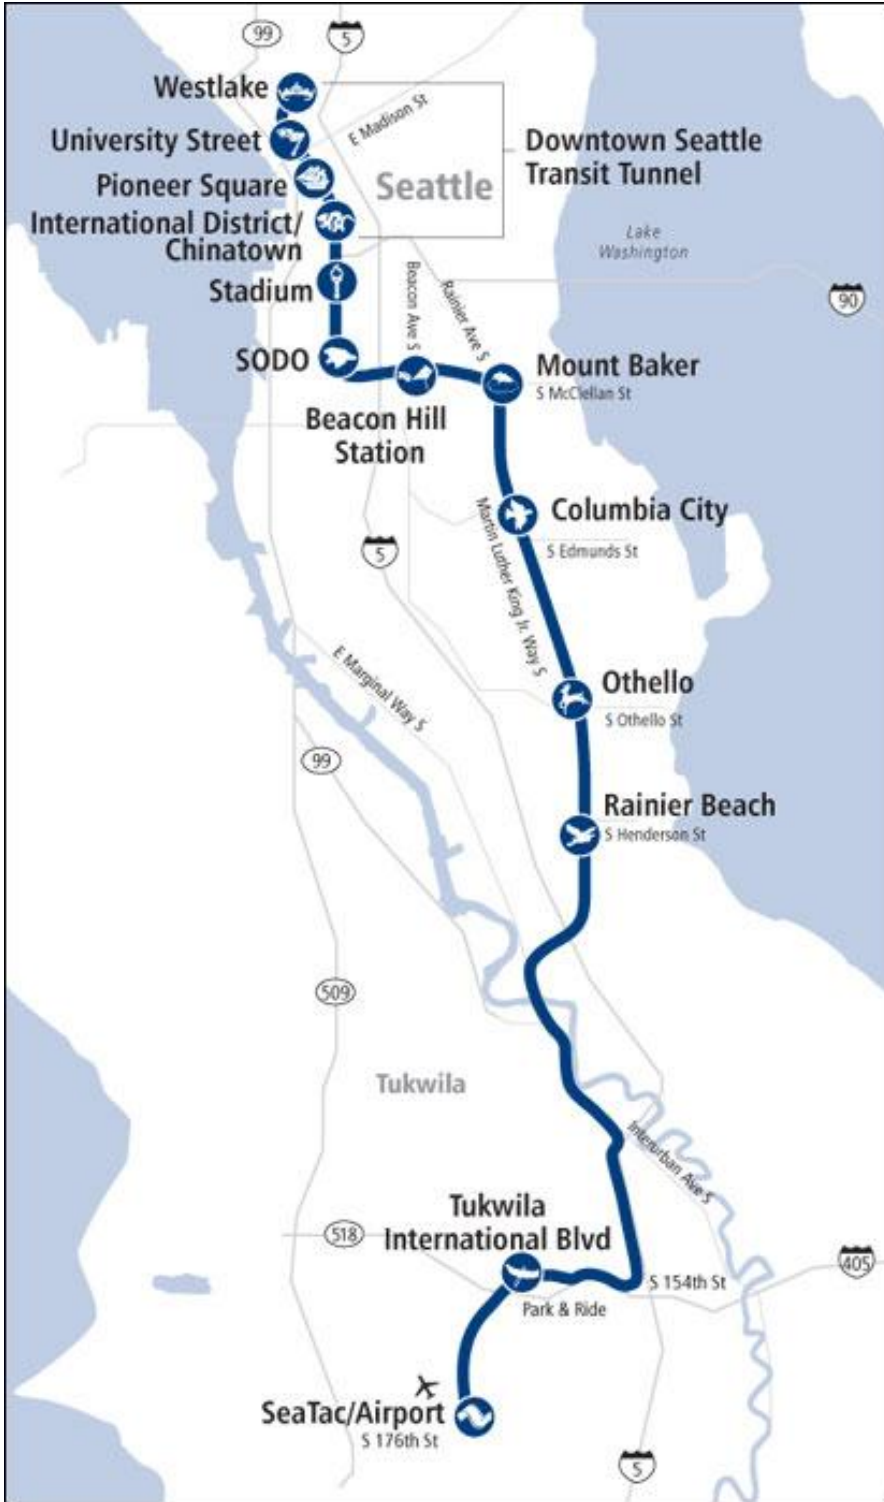 99
5
Westlake
E Madison St
University Street
Downtown Seattle
Transit Tunnel
Pioneer Square
Seattle
International District/
Chinatown
Lake
Washington
Beacon Ave S
Rainier Ave S
Stadium
90
SODO
Mount Baker
S McClellan St
Beacon Hill
Station
Columbia City
Martin Luther King Jr. Way S
5
S Edmunds St
E Marginal Way S
Othello
S Othello St
99
Rainier Beach
S Henderson St
509
Tukwila
Interurban Ave S
Tukwila
International Blvd
518
405
S 154th St
Park & Ride
SeaTac/Airport
S 176th St
5